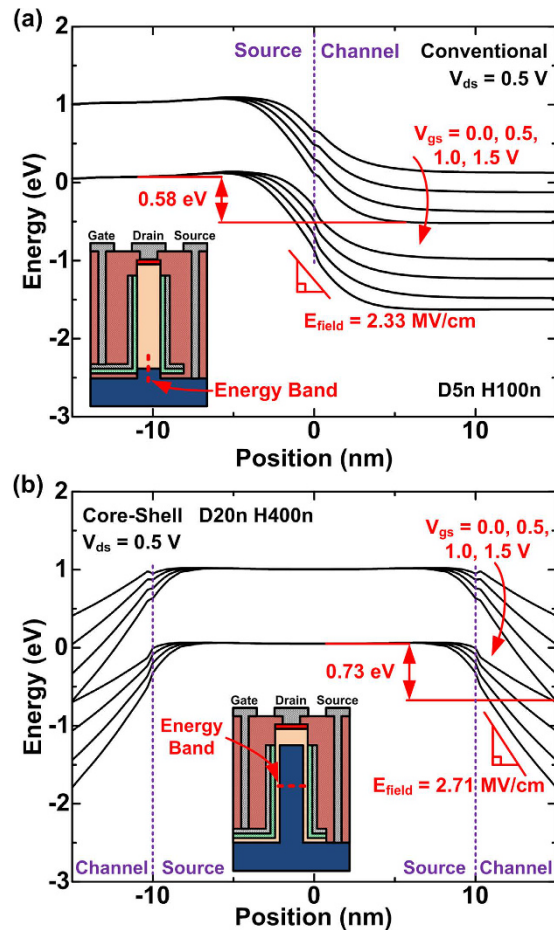 (a)
Source
Channel
Conventional
V_ds = 0.5 V
V_gs = 0.0, 0.5,
1.0, 1.5 V
0.58 eV
E_field = 2.33 MV/cm
Gate
Drain
Source
Energy Band
D5n H100n
Energy (eV)
2
1
0
-1
-2
-3
-10
0
10
Position (nm)
(b)
Core-Shell D20n H400n
V_ds = 0.5 V
V_gs = 0.0, 0.5,
1.0, 1.5 V
0.73 eV
E_field = 2.71 MV/cm
Gate
Drain
Source
Energy
Band
Channel
Source
Source
Channel
Energy (eV)
2
1
0
-1
-2
-3
-10
0
10
Position (nm)